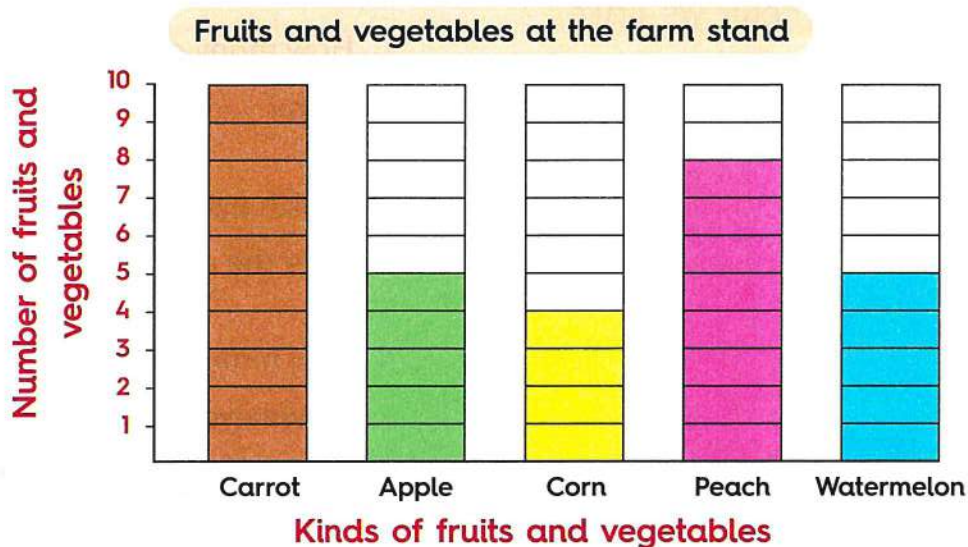 Fruits and vegetables at the farm stand
Number of fruits and
vegetables
10
9
8
7
6
5
4
3
2
1
Carrot
Apple
Corn
Peach
Watermelon
Kinds of fruits and vegetables